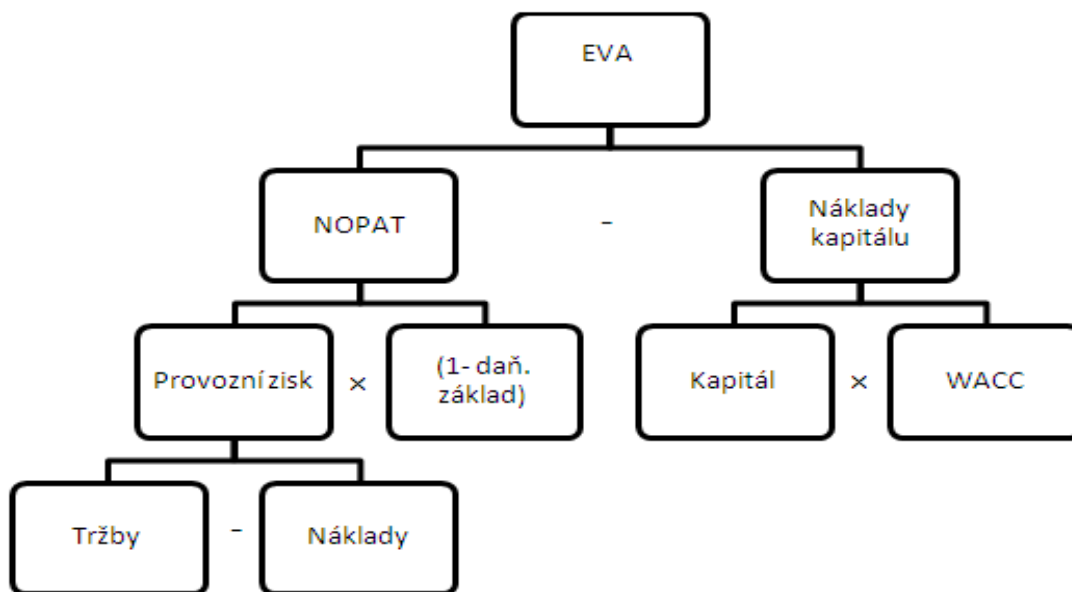 EVA
NOPAT
-
Náklady
kapitálu
Provozní zisk
×
(1- daň.
základ)
Kapitál
×
WACC
Tržby
-
Náklady